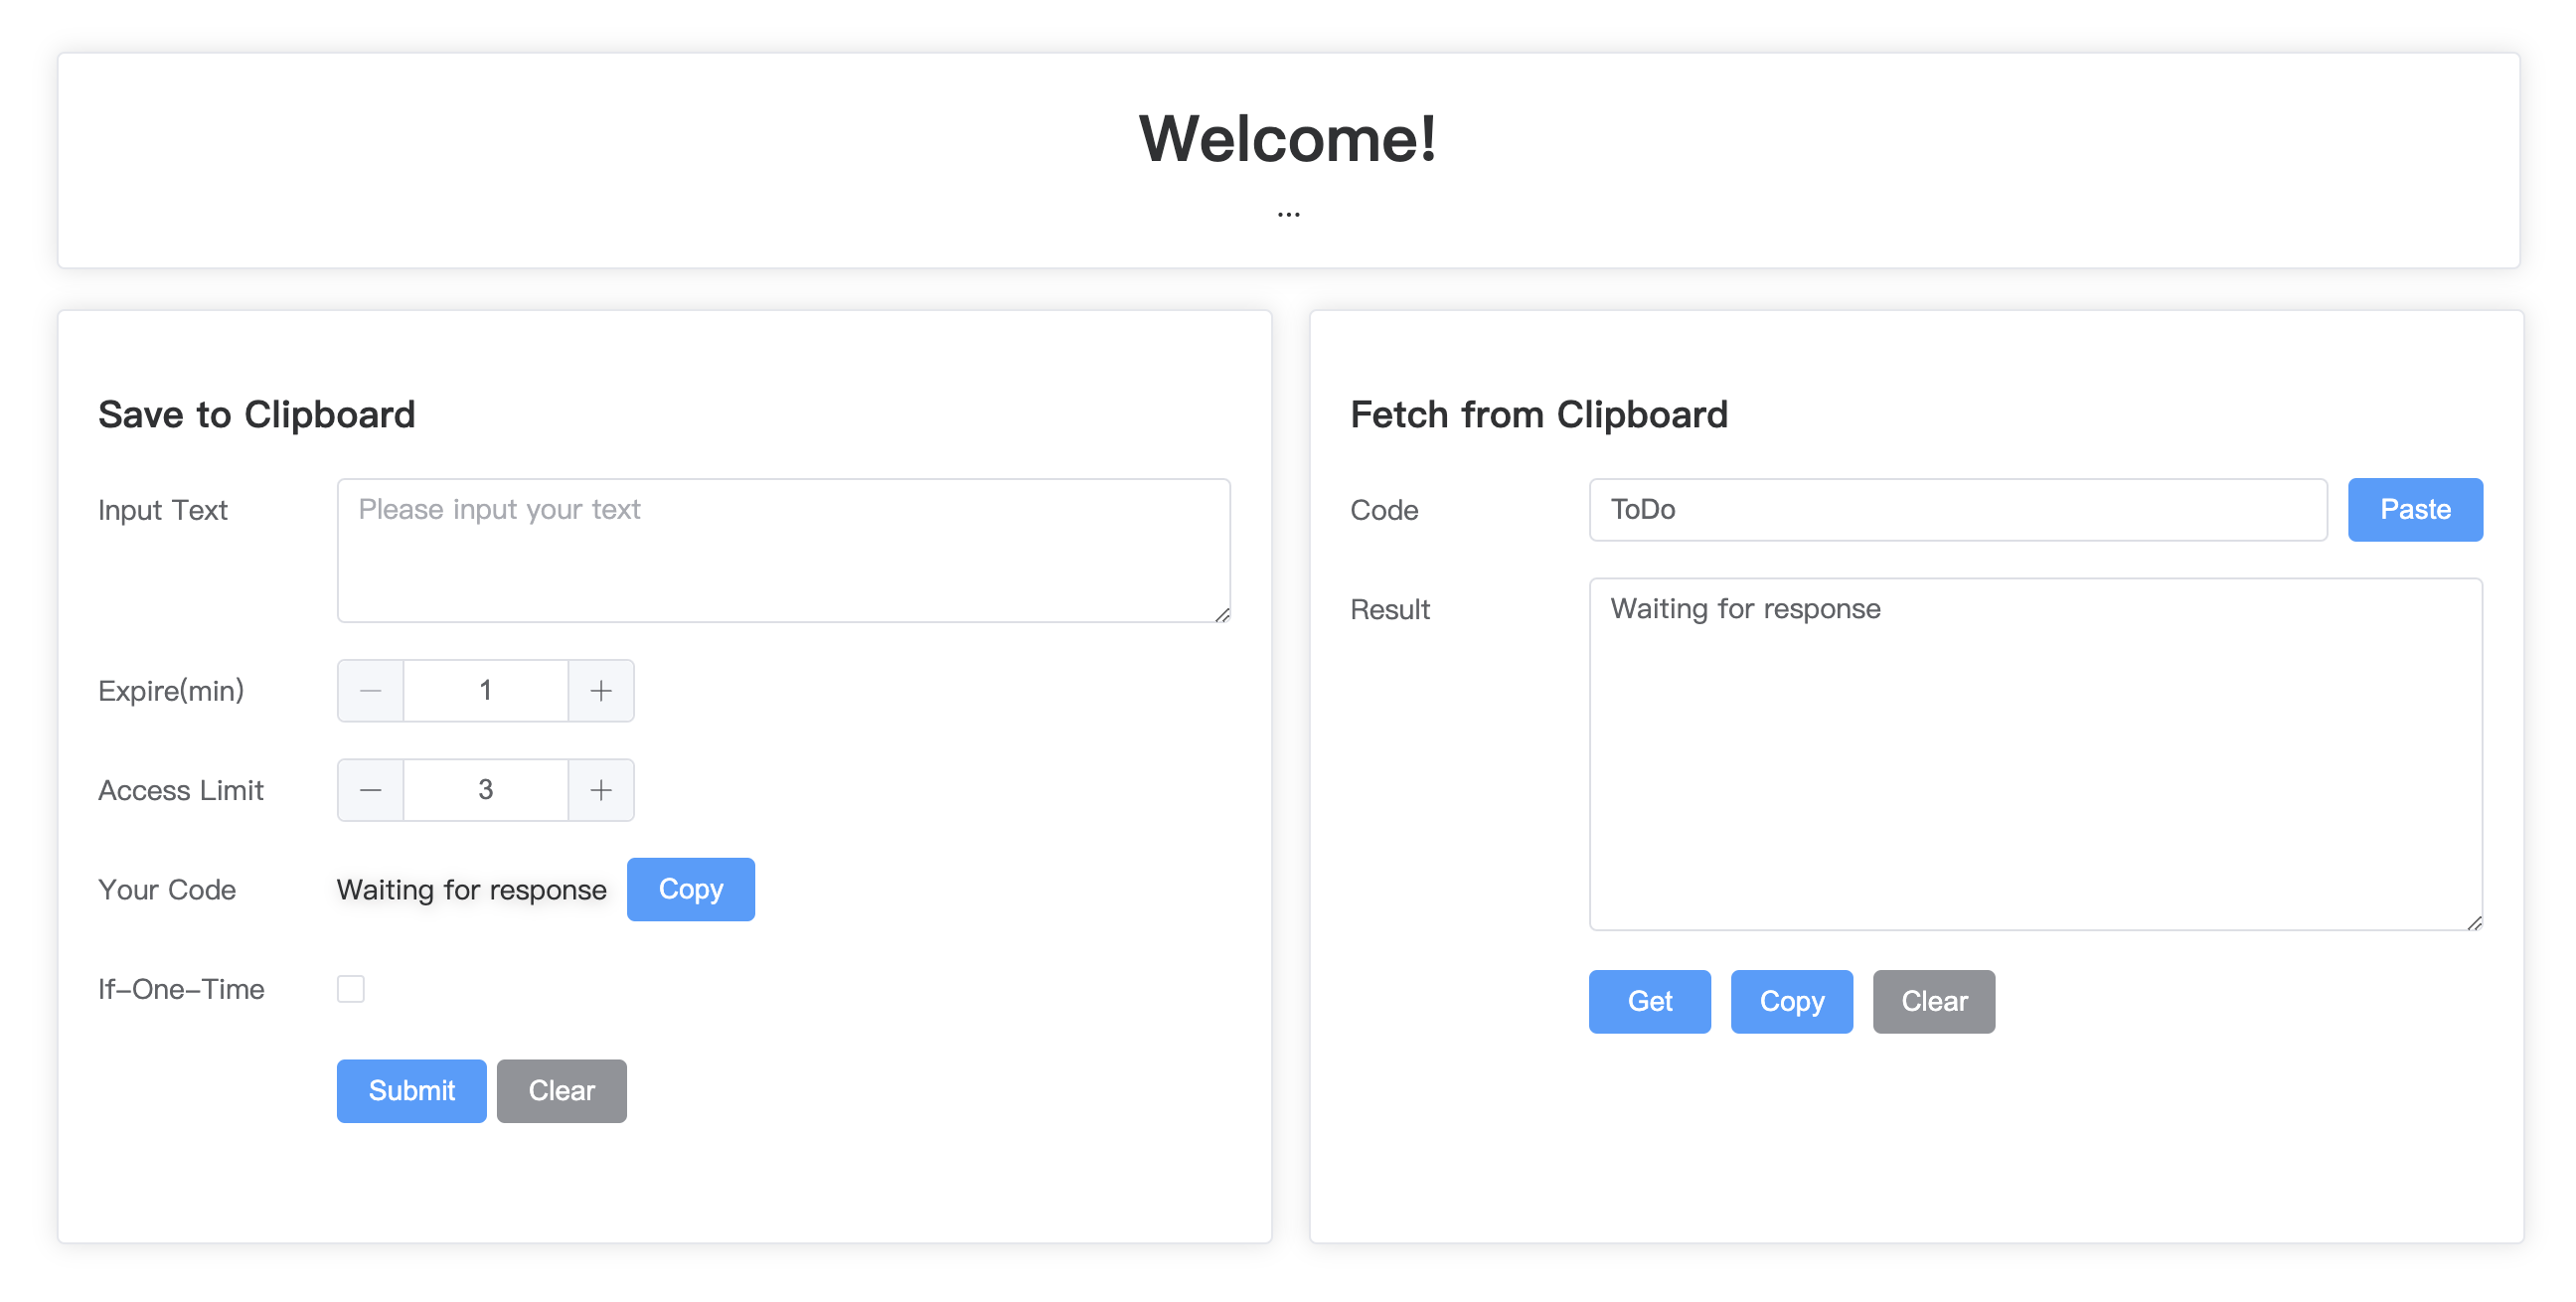 Welcome!
...
Save to Clipboard
Input Text
Please input your text
Expire(min)
1
Access Limit
3
Your Code
Waiting for response
Copy
If-One-Time
Submit
Clear
Fetch from Clipboard
Code
ToDo
Paste
Result
Waiting for response
Get
Copy
Clear